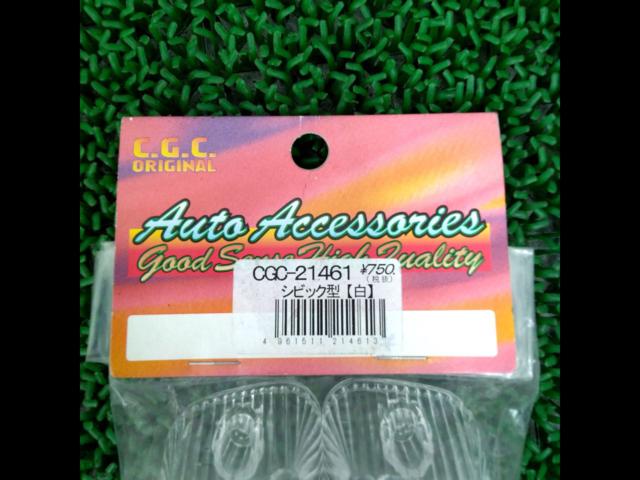 C.G.C.
ORIGINAL
Auto Accessories
Good Sense High Quality
CGC-21461 ¥750.
(税抜)
シビック型【白】
4 961511 214613